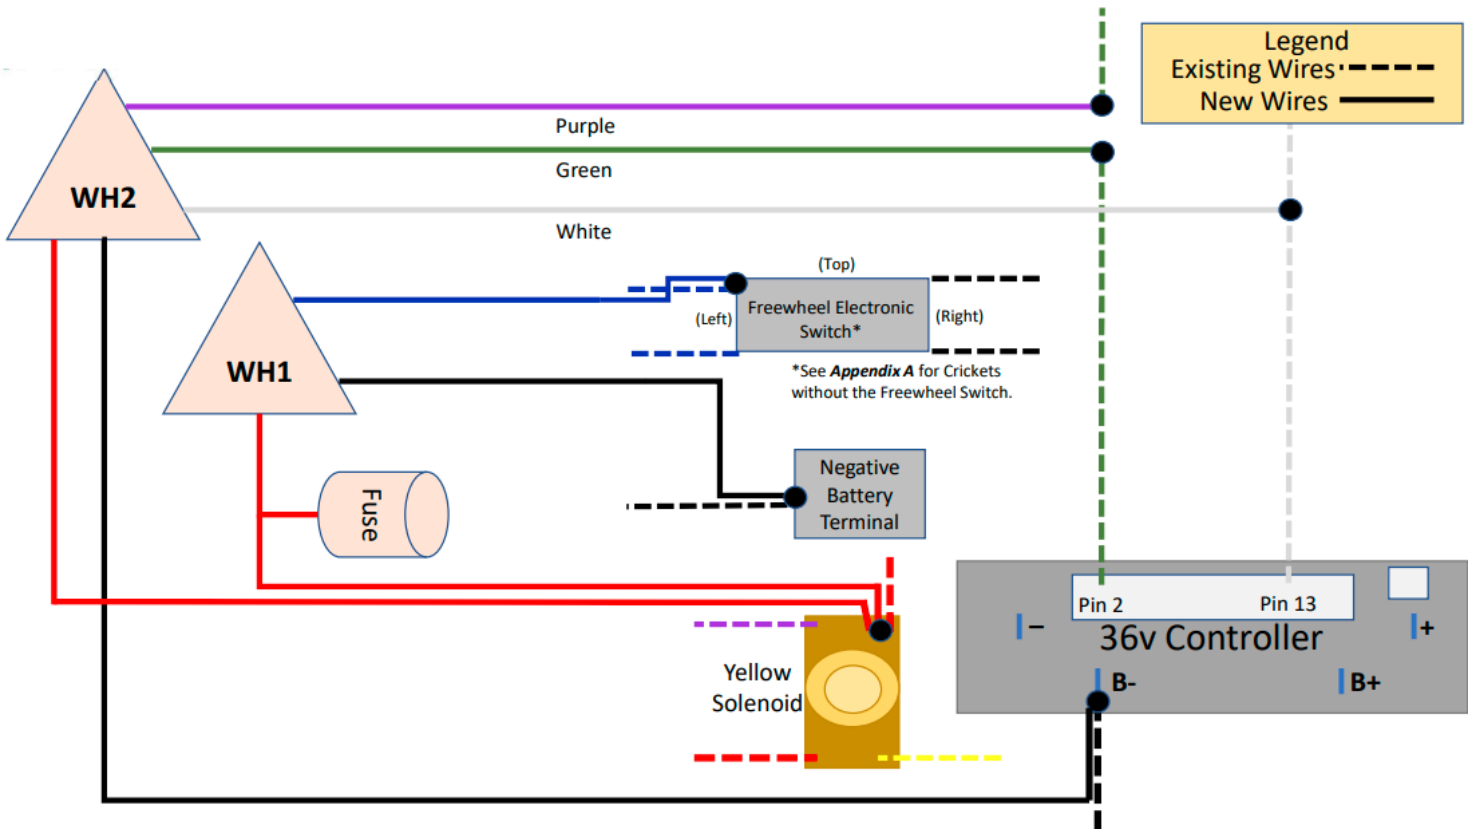 Legend
Existing Wires
New Wires
Purple
Green
WH2
White
(Top)
Freewheel Electronic
Switch*
(Left)
(Right)
WH1
*See Appendix A for Crickets
without the Freewheel Switch.
Negative
Battery
Terminal
Fuse
Pin 2
Pin 13
–
36v Controller
+
Yellow
Solenoid
B-
B+